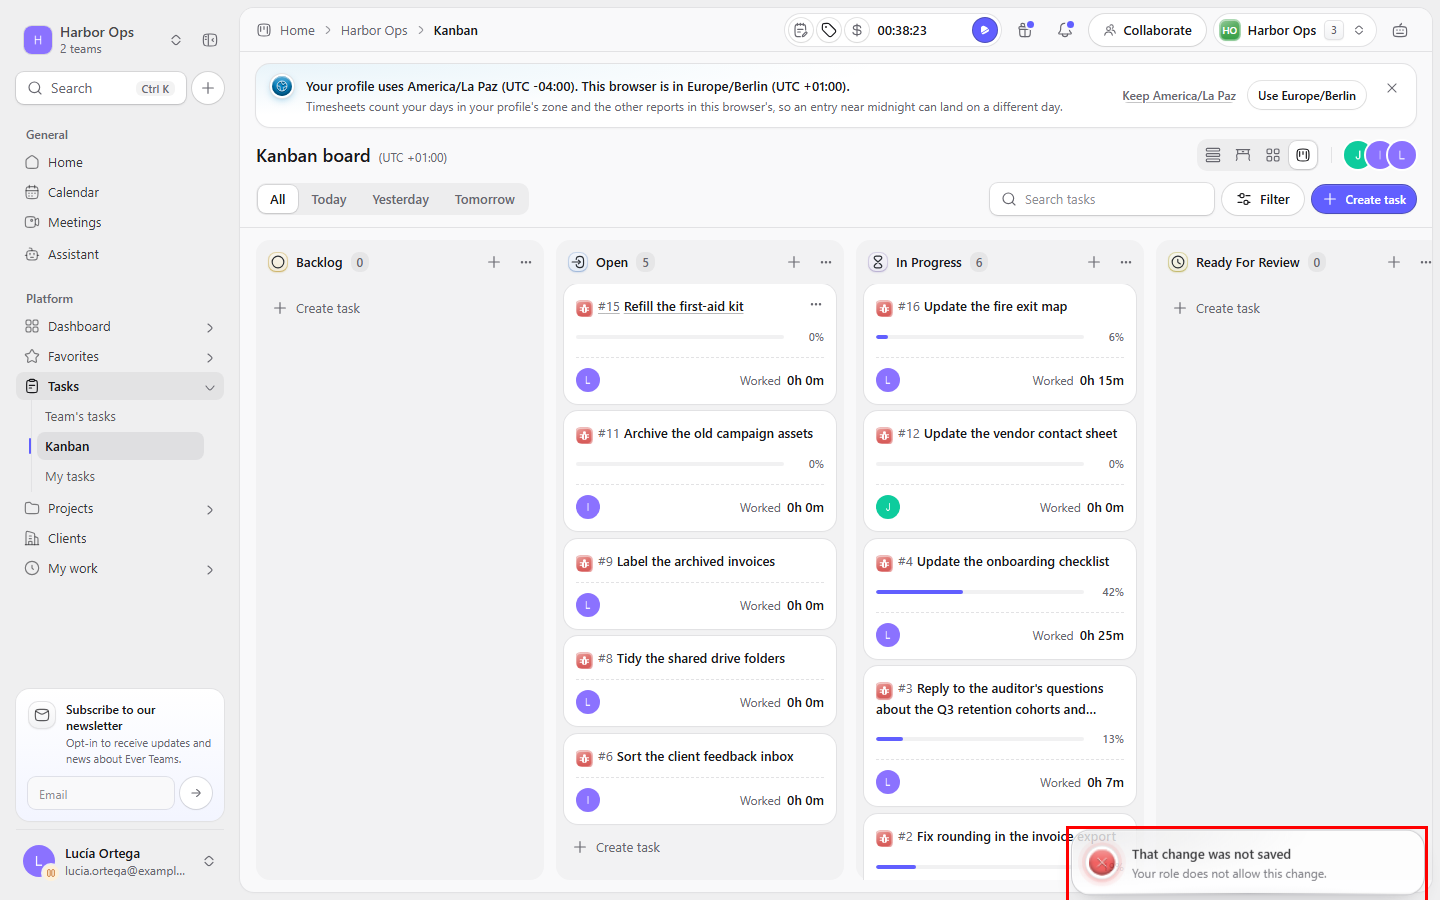 H
Harbor Ops
2 teams
Search
Ctrl K
General
Home
Calendar
Meetings
Assistant
Platform
Dashboard
Favorites
Tasks
Team's tasks
Kanban
My tasks
Projects
Clients
My work
Subscribe to our
newsletter
Opt-in to receive updates and
news about Ever Teams.
Email
L
Lucía Ortega
lucia.ortega@exampl...
Home
Harbor Ops
Kanban
00:38:23
Collaborate
HO
Harbor Ops
3
Your profile uses America/La Paz (UTC -04:00). This browser is in Europe/Berlin (UTC +01:00).
Timesheets count your days in your profile's zone and the other reports in this browser's, so an entry near midnight can land on a different day.
Keep America/La Paz
Use Europe/Berlin
Kanban board (UTC +01:00)
J
I
L
All
Today
Yesterday
Tomorrow
Search tasks
Filter
Create task
Backlog 0
Create task
Open 5
#15 Refill the first-aid kit
0%
L
Worked 0h 0m
#11 Archive the old campaign assets
0%
I
Worked 0h 0m
#9 Label the archived invoices
L
Worked 0h 0m
#8 Tidy the shared drive folders
L
Worked 0h 0m
#6 Sort the client feedback inbox
I
Worked 0h 0m
Create task
In Progress 6
#16 Update the fire exit map
6%
L
Worked 0h 15m
#12 Update the vendor contact sheet
0%
J
Worked 0h 0m
#4 Update the onboarding checklist
42%
L
Worked 0h 25m
#3 Reply to the auditor's questions
about the Q3 retention cohorts and...
13%
L
Worked 0h 7m
#2 Fix rounding in the invoice export
Ready For Review 0
Create task
That change was not saved
Your role does not allow this change.